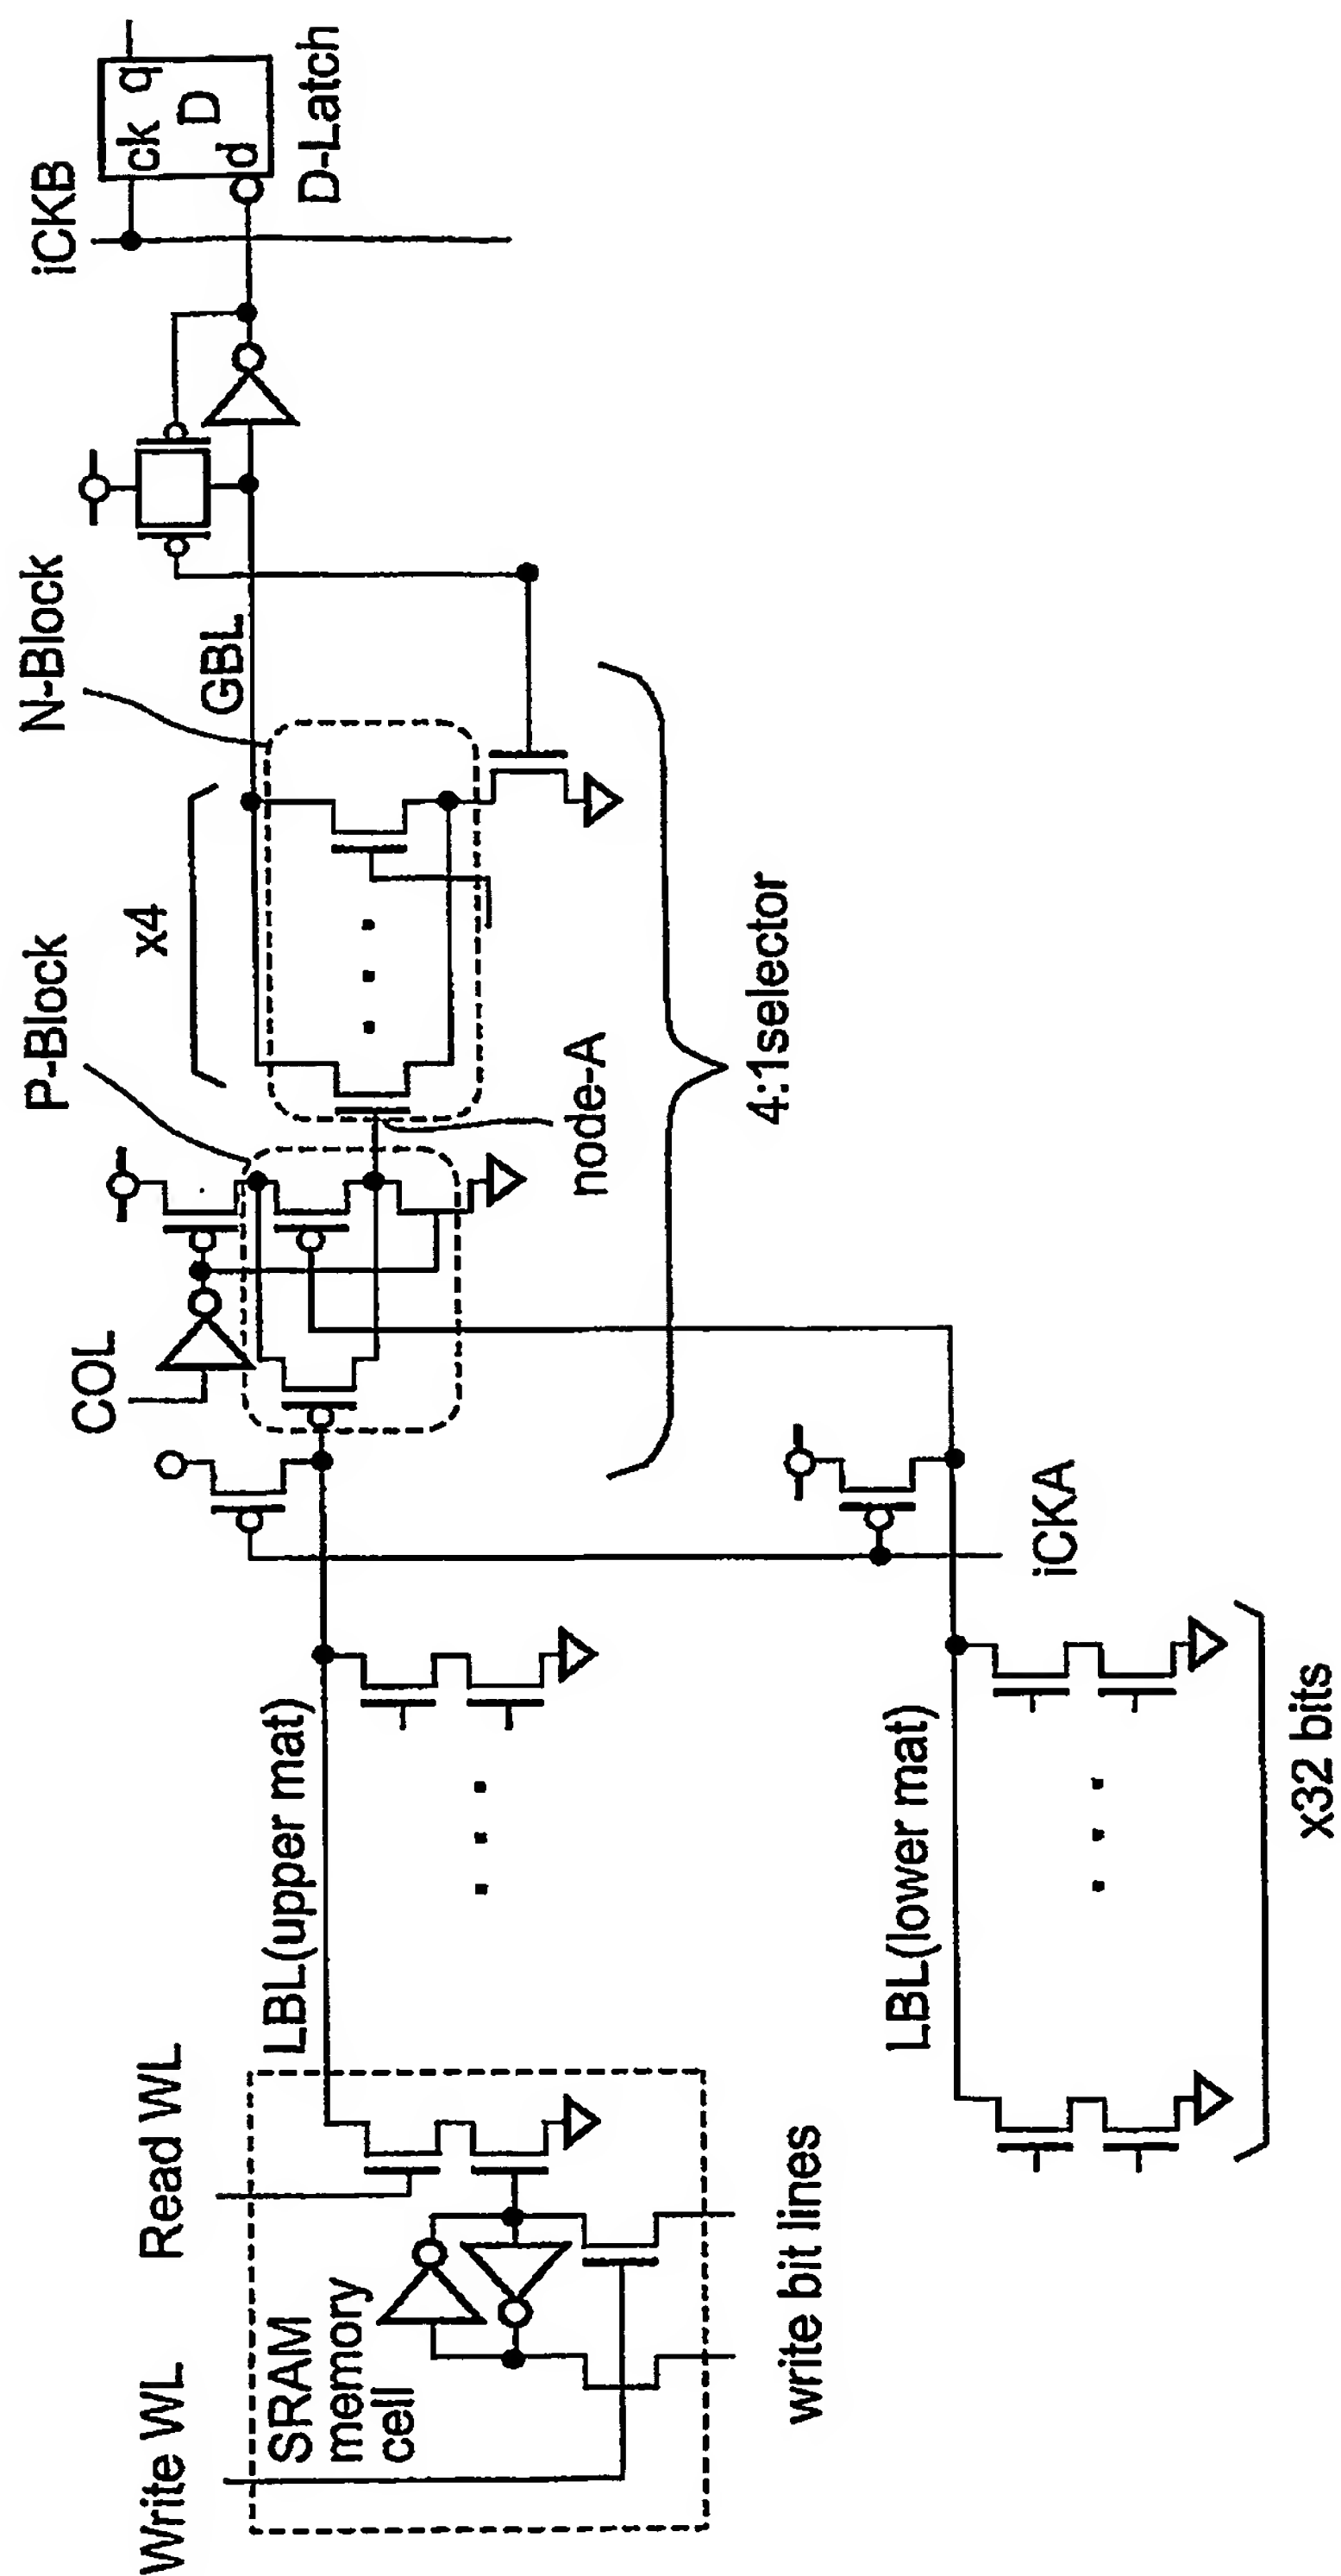 Write WL
Read WL
SRAM
memory
cell
write bit lines
LBL(upper mat)
LBL(lower mat)
x32 bits
iCKA
COL
P-Block
x4
N-Block
GBL
node-A
4:1selector
iCKB
ck q
D
d
D-Latch